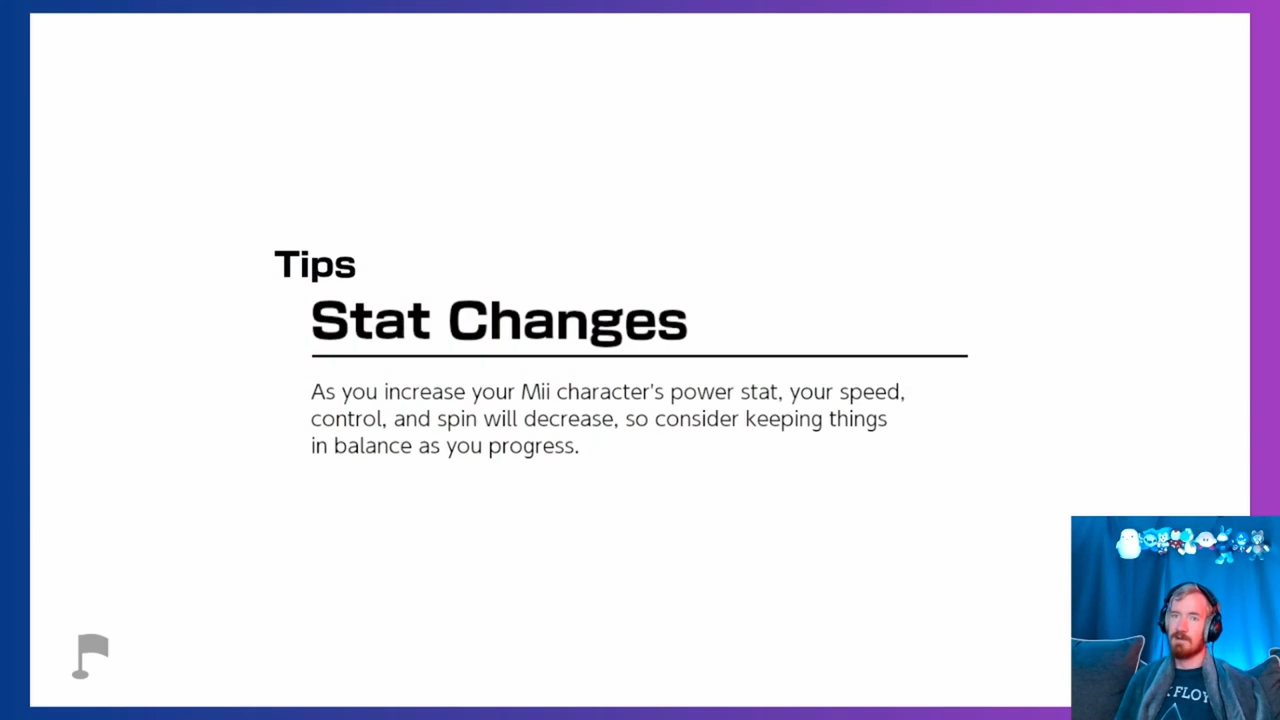 Tips
Stat Changes
As you increase your Mii character's power stat, your speed,
control, and spin will decrease, so consider keeping things
in balance as you progress.
FLOY